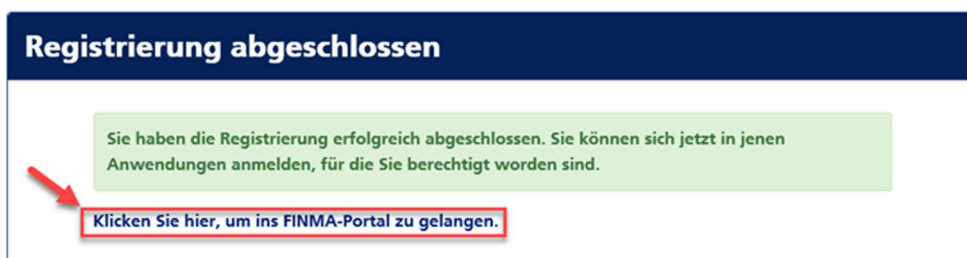 Registrierung abgeschlossen
Sie haben die Registrierung erfolgreich abgeschlossen. Sie können sich jetzt in jenen
Anwendungen anmelden, für die Sie berechtigt worden sind.
Klicken Sie hier, um ins FINMA-Portal zu gelangen.